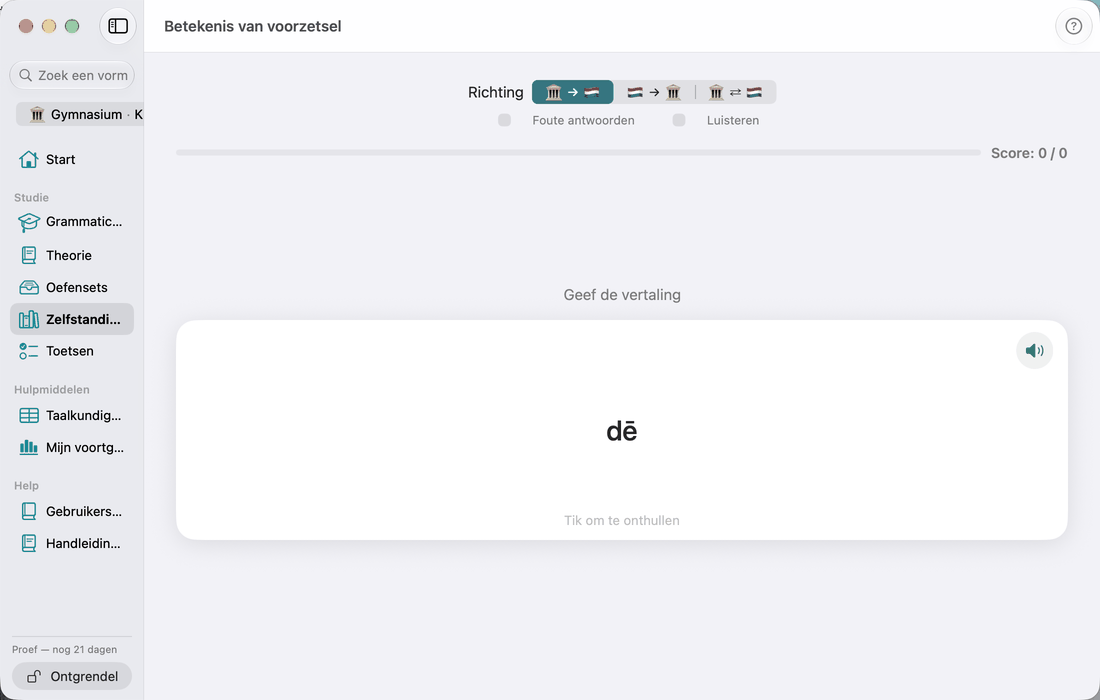 Betekenis van voorzetsel
Zoek een vorm
Gymnasium · K
Start
Studie
Grammatic...
Theorie
Oefensets
Zelfstandi...
Toetsen
Hulpmiddelen
Taalkundig...
Mijn voortg...
Help
Gebruikers...
Handleidin...
Proef — nog 21 dagen
Ontgrendel
Richting
Foute antwoorden
Luisteren
Score: 0 / 0
Geef de vertaling
dē
Tik om te onthullen